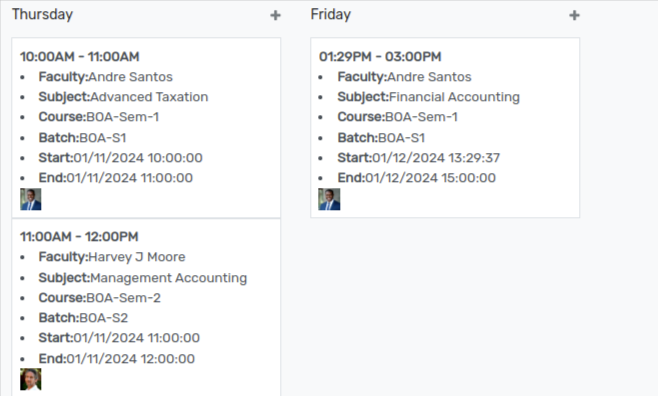 Thursday +
10:00AM - 11:00AM
• Faculty:Andre Santos
• Subject:Advanced Taxation
• Course:BOA-Sem-1
• Batch:BOA-S1
• Start:01/11/2024 10:00:00
• End:01/11/2024 11:00:00
11:00AM - 12:00PM
• Faculty:Harvey J Moore
• Subject:Management Accounting
• Course:BOA-Sem-2
• Batch:BOA-S2
• Start:01/11/2024 11:00:00
• End:01/11/2024 12:00:00
Friday +
01:29PM - 03:00PM
• Faculty:Andre Santos
• Subject:Financial Accounting
• Course:BOA-Sem-1
• Batch:BOA-S1
• Start:01/12/2024 13:29:37
• End:01/12/2024 15:00:00